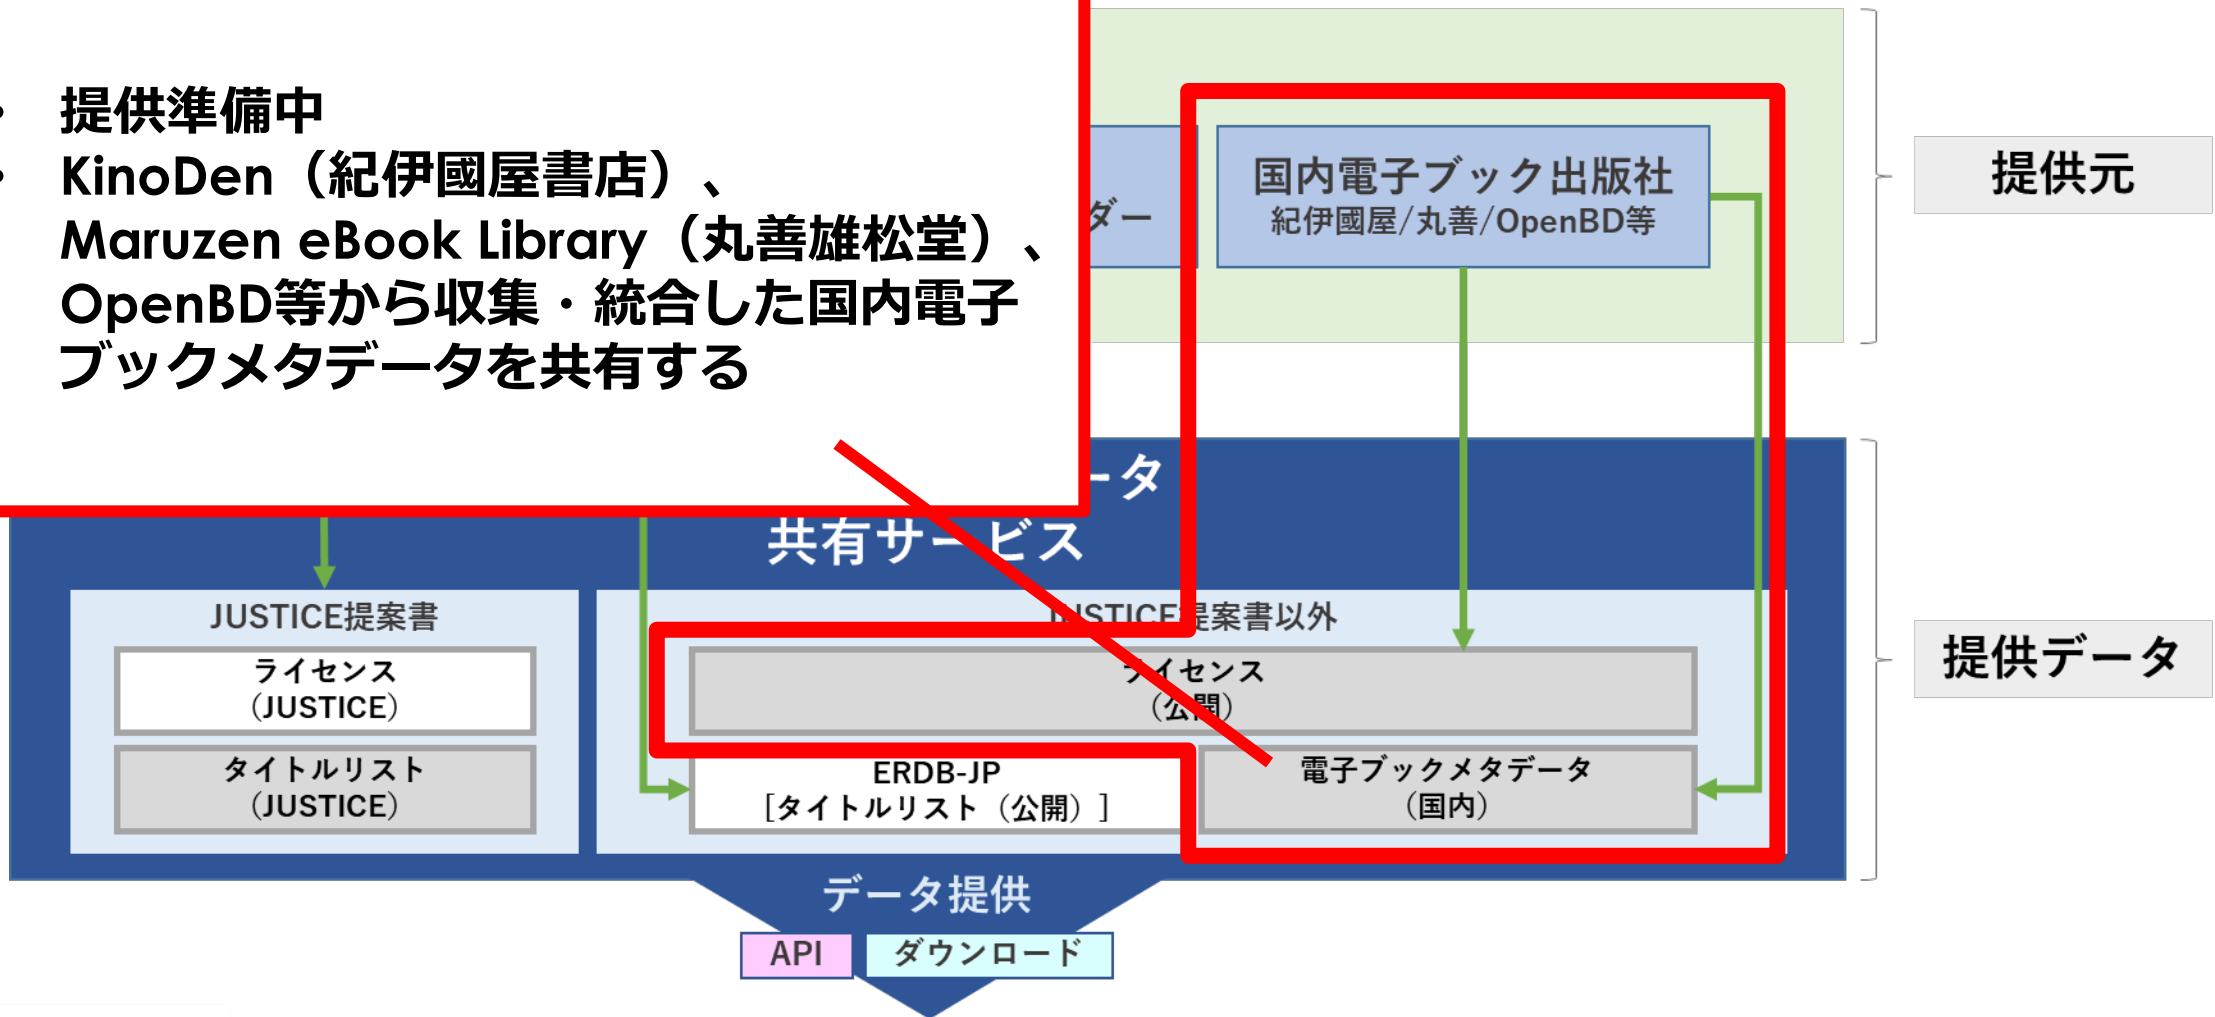 • 提供準備中
• KinoDen（紀伊國屋書店）、
Maruzen eBook Library（丸善雄松堂）、
OpenBD等から収集・統合した国内電子
ブックメタデータを共有する
ダー
国内電子ブック出版社
紀伊國屋/丸善/OpenBD等
提供元
ータ
共有サービス
JUSTICE提案書
ライセンス
（JUSTICE）
タイトルリスト
（JUSTICE）
JUSTICE提案書以外
ライセンス
（公開）
ERDB-JP
[タイトルリスト（公開）]
電子ブックメタデータ
（国内）
提供データ
データ提供
API
ダウンロード